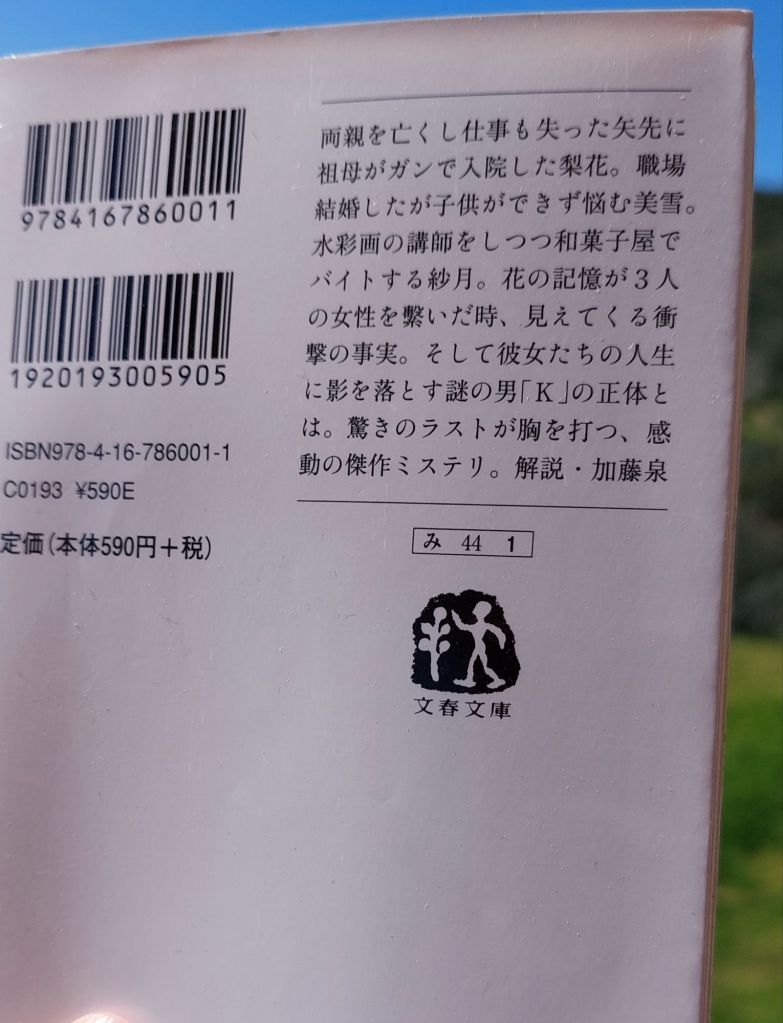 9784167860011
1920193005905
ISBN978-4-16-786001-1
C0193 ¥590E
定価(本体590円+税)
両親を亡くし仕事も失った矢先に
祖母がガンで入院した梨花。職場
結婚したが子供ができず悩む美雪。
水彩画の講師をしつつ和菓子屋で
バイトする紗月。花の記憶が3人
の女性を繋いだ時、見えてくる衝
撃の事実。そして彼女たちの人生
に影を落とす謎の男「K」の正体と
は。驚きのラストが胸を打つ、感
動の傑作ミステリ。解説・加藤泉
み 44 1
文春文庫